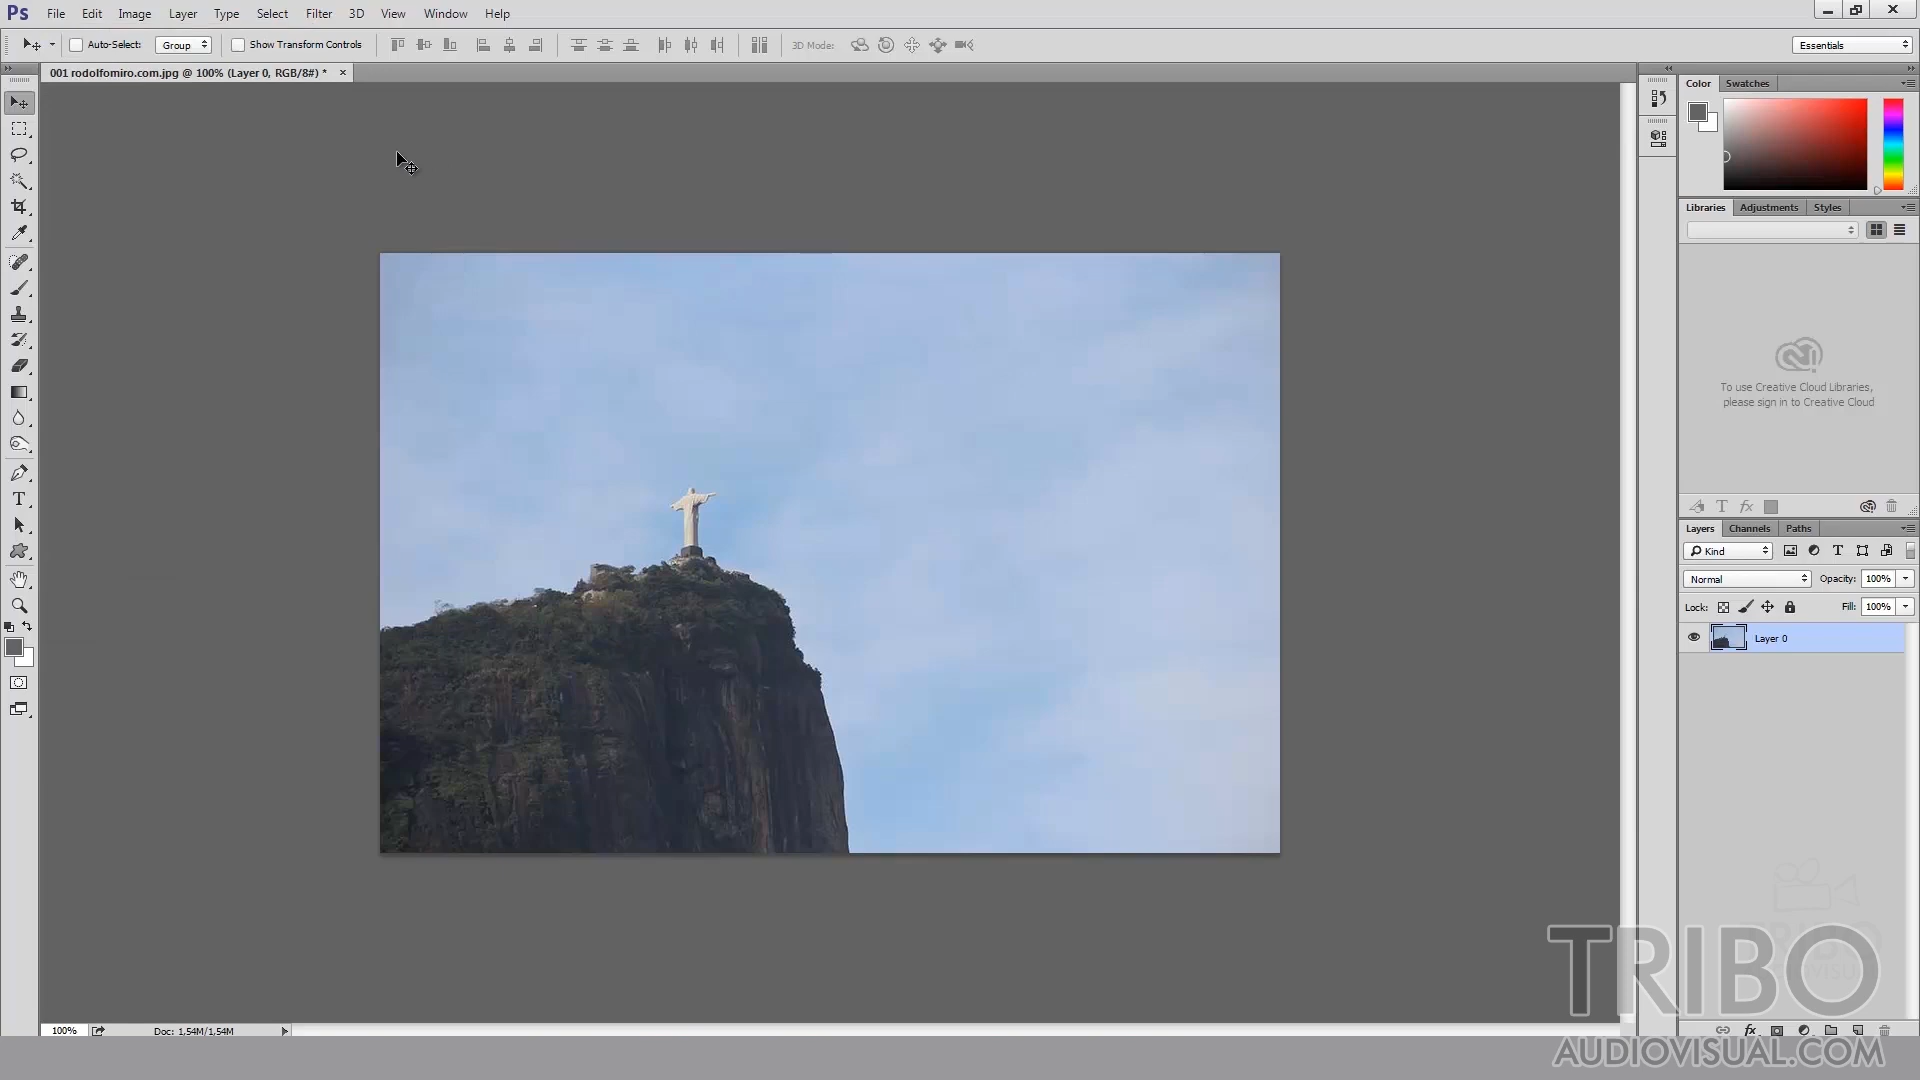 Ps File Edit Image Layer Type Select Filter 3D View Window Help
Auto-Select: Group Show Transform Controls 3D Mode: Essentials
001 rodolfomiro.com.jpg @ 100% (Layer 0, RGB/8#) * ×
Color Swatches
Libraries Adjustments Styles
To use Creative Cloud Libraries,
please sign in to Creative Cloud
Layers Channels Paths
Kind
Normal Opacity: 100%
Lock: Fill: 100%
Layer 0
100% Doc: 1,54M/1,54M
TRIBO
AUDIOVISUAL.COM